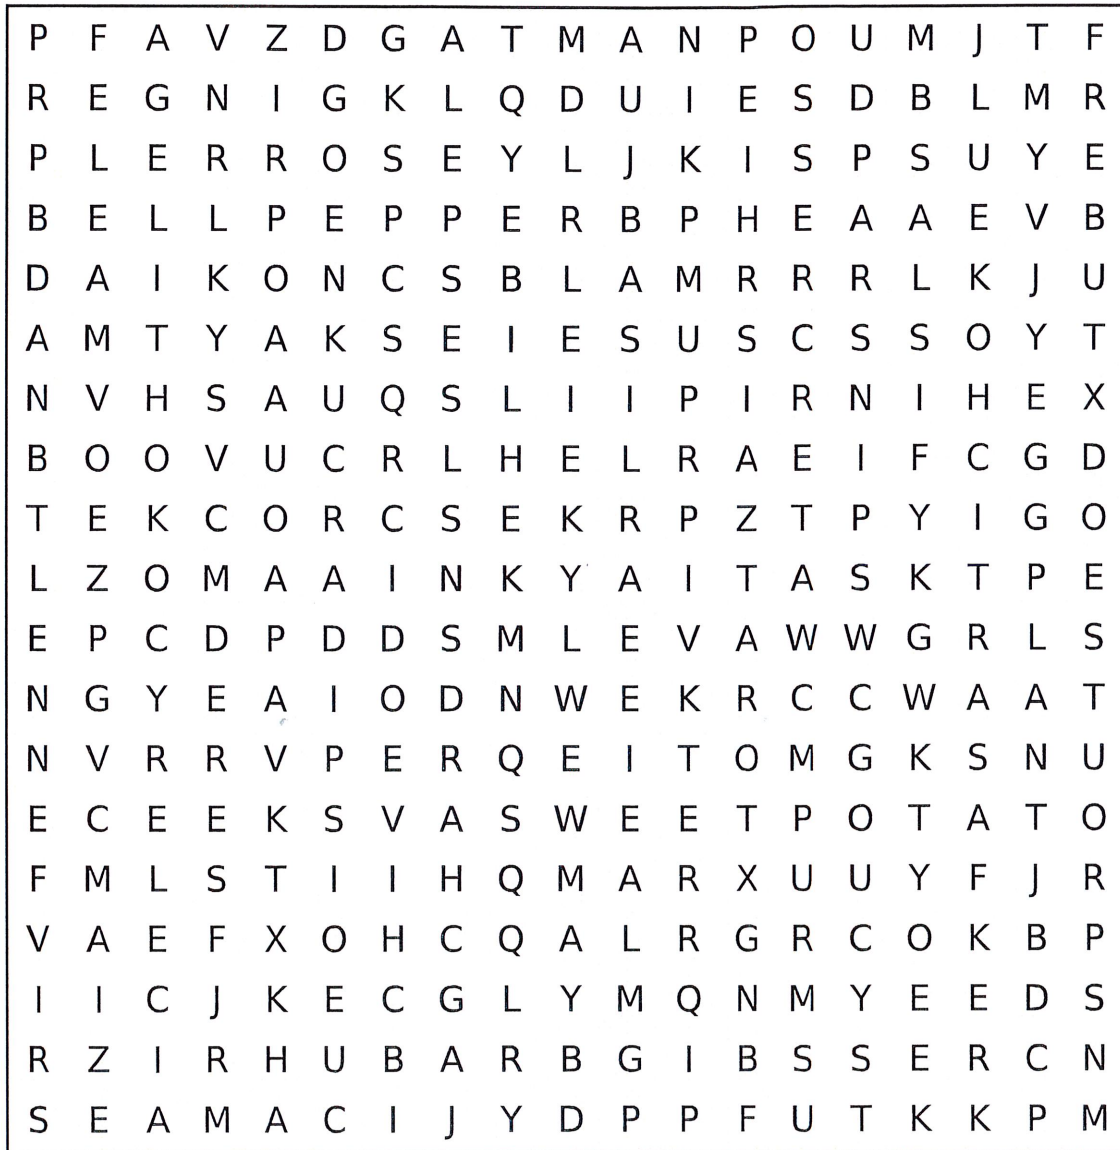 P F A V Z D G A T M A N P O U M J T F
R E G N I G K L Q D U I E S D B L M R
P L E R R O S E Y L J K I S P S U Y E
B E L L P E P P E R B P H E A A E V B
D A I K O N C S B L A M R R R L K J U
A M T Y A K S E I E S U S C S S O Y T
N V H S A U Q S L I I P I R N I H E X
B O O V U C R L H E L R A E I F C G D
T E K C O R C S E K R P Z T P Y I G O
L Z O M A A I N K Y A I T A S K T P E
E P C D P D D S M L E V A W W G R L S
N G Y E A I O D N W E K R C C W A A T
N V R R V P E R Q E I T O M G K S N U
E C E E K S V A S W E E T P O T A T O
F M L S T I I H Q M A R X U U Y F J R
V A E F X O H C Q A L R G R C O K B P
I I C J K E C G L Y M Q N M Y E E D S
R Z I R H U B A R B G I B S S E R C N
S E A M A C I J Y D P P F U T K K P M